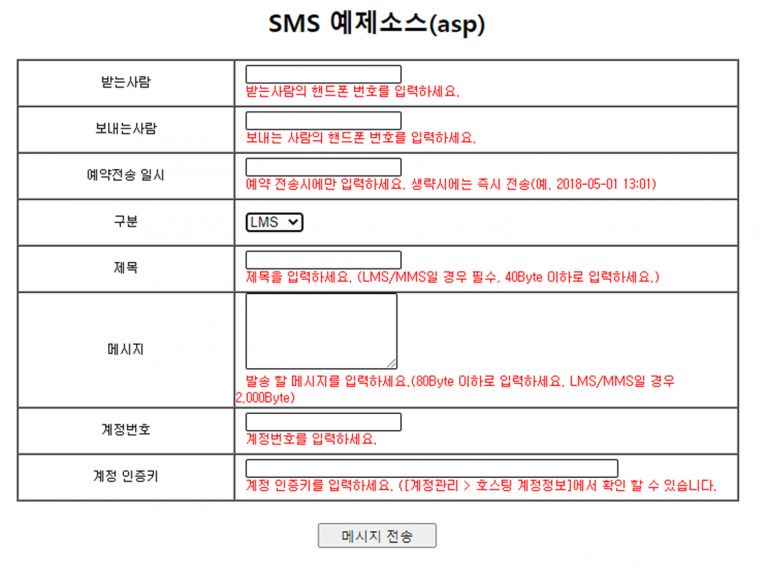 SMS 예제소스(asp)
받는사람
받는사람의 핸드폰 번호를 입력하세요.
보내는사람
보내는 사람의 핸드폰 번호를 입력하세요.
예약전송 일시
예약 전송시에만 입력하세요. 생략시에는 즉시 전송(예. 2018-05-01 13:01)
구분
LMS
제목
제목을 입력하세요. (LMS/MMS일 경우 필수, 40Byte 이하로 입력하세요.)
메시지
발송 할 메시지를 입력하세요.(80Byte 이하로 입력하세요. LMS/MMS일 경우
2,000Byte)
계정번호
계정번호를 입력하세요.
계정 인증키
계정 인증키를 입력하세요. ([계정관리 > 호스팅 계정정보]에서 확인 할 수 있습니다.
메시지 전송